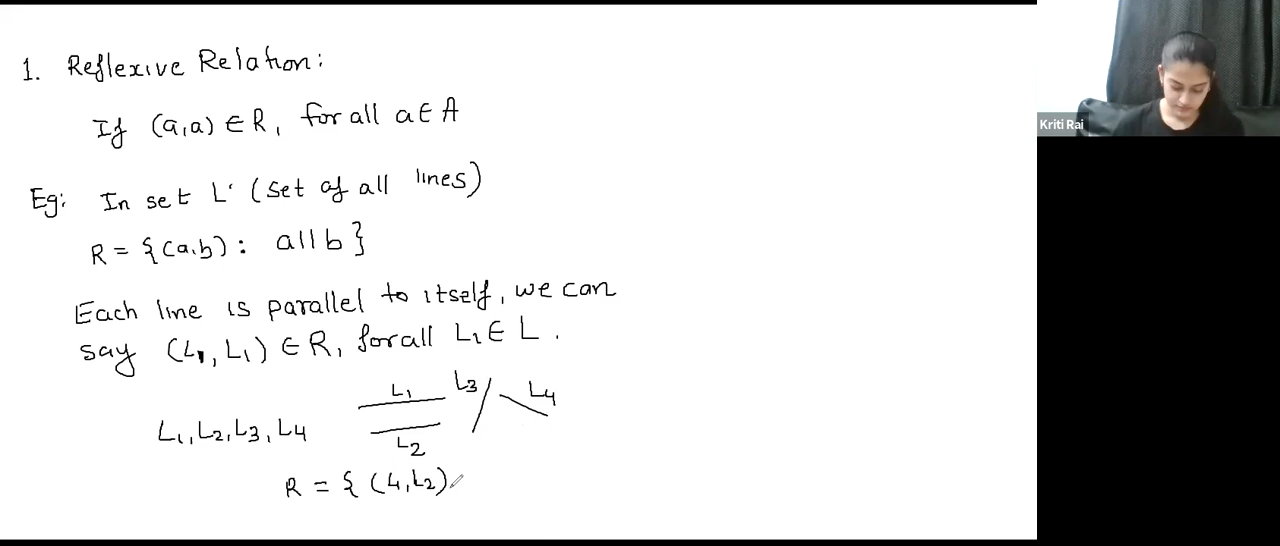 1. Reflexive Relation:
If (a,a) ∈ R, for all a ∈ A
Eg: In set L (set of all lines)
R = {(a,b): a || b}
Each line is parallel to itself, we can
say (L1, L1) ∈ R, for all L1 ∈ L.
L1, L2, L3, L4
L1 L3 L4
L2
R = { (L1, L2),
Kriti Rai